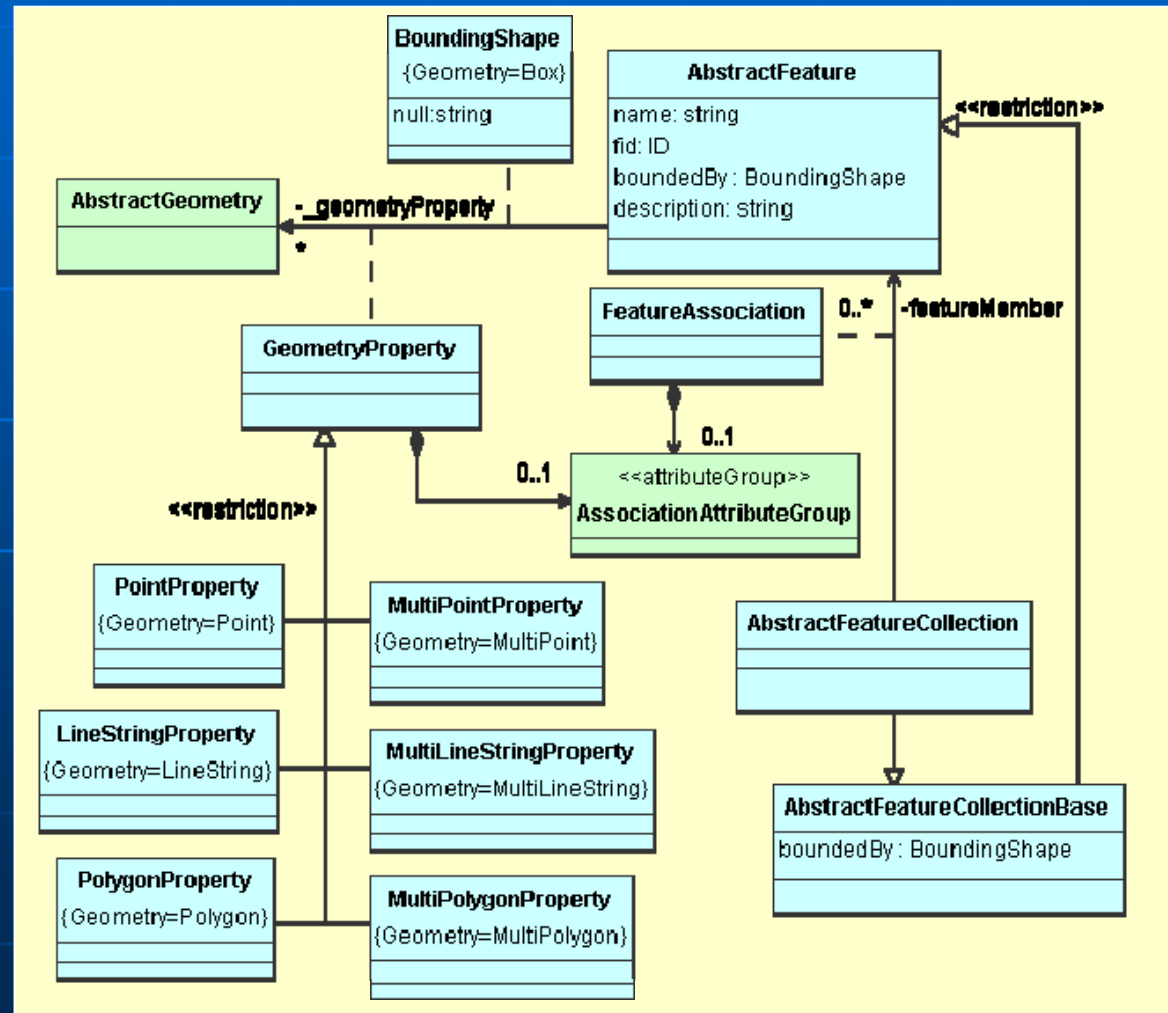 BoundingShape
{Geometry=Box}
null:string
AbstractFeature
name: string
fid: ID
boundedBy: BoundingShape
description: string
<<restriction>>
AbstractGeometry
-_geometryProperty
*
FeatureAssociation
0..*
-featureMember
GeometryProperty
0..1
0..1
<<attributeGroup>>
AssociationAttributeGroup
<<restriction>>
PointProperty
{Geometry=Point}
MultiPointProperty
{Geometry=MultiPoint}
AbstractFeatureCollection
LineStringProperty
{Geometry=LineString}
MultiLineStringProperty
{Geometry=MultiLineString}
AbstractFeatureCollectionBase
boundedBy: BoundingShape
PolygonProperty
{Geometry=Polygon}
MultiPolygonProperty
{Geometry=MultiPolygon}